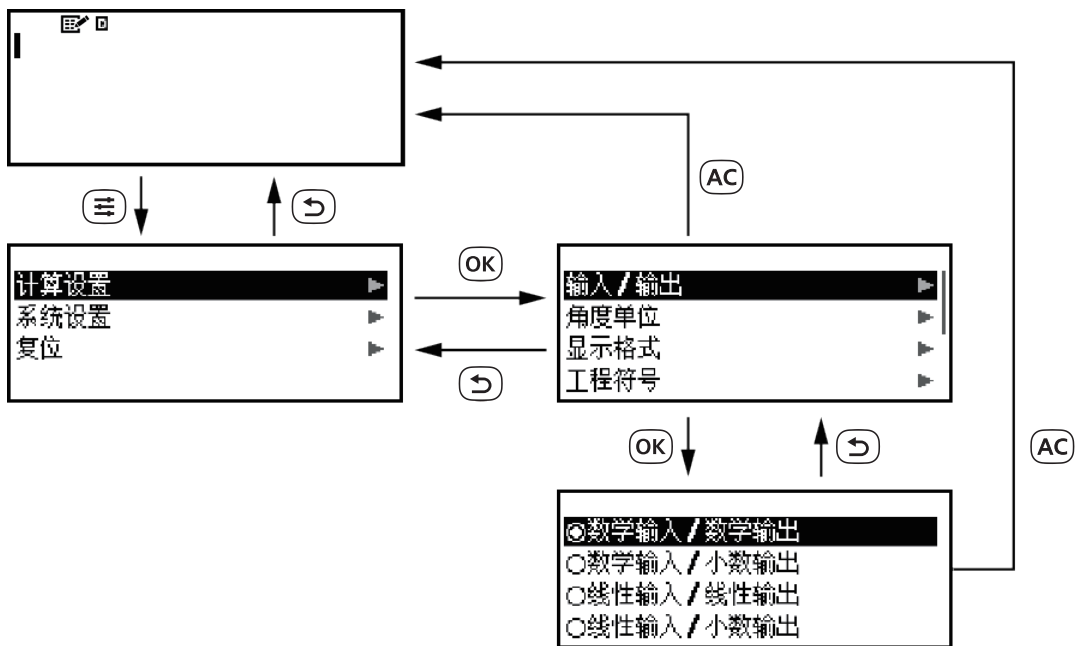 D
AC
计算设置
系统设置
复位
OK
输入/输出
角度单位
显示格式
工程符号
OK
AC
数学输入/数学输出
数学输入/小数输出
线性输入/线性输出
线性输入/小数输出